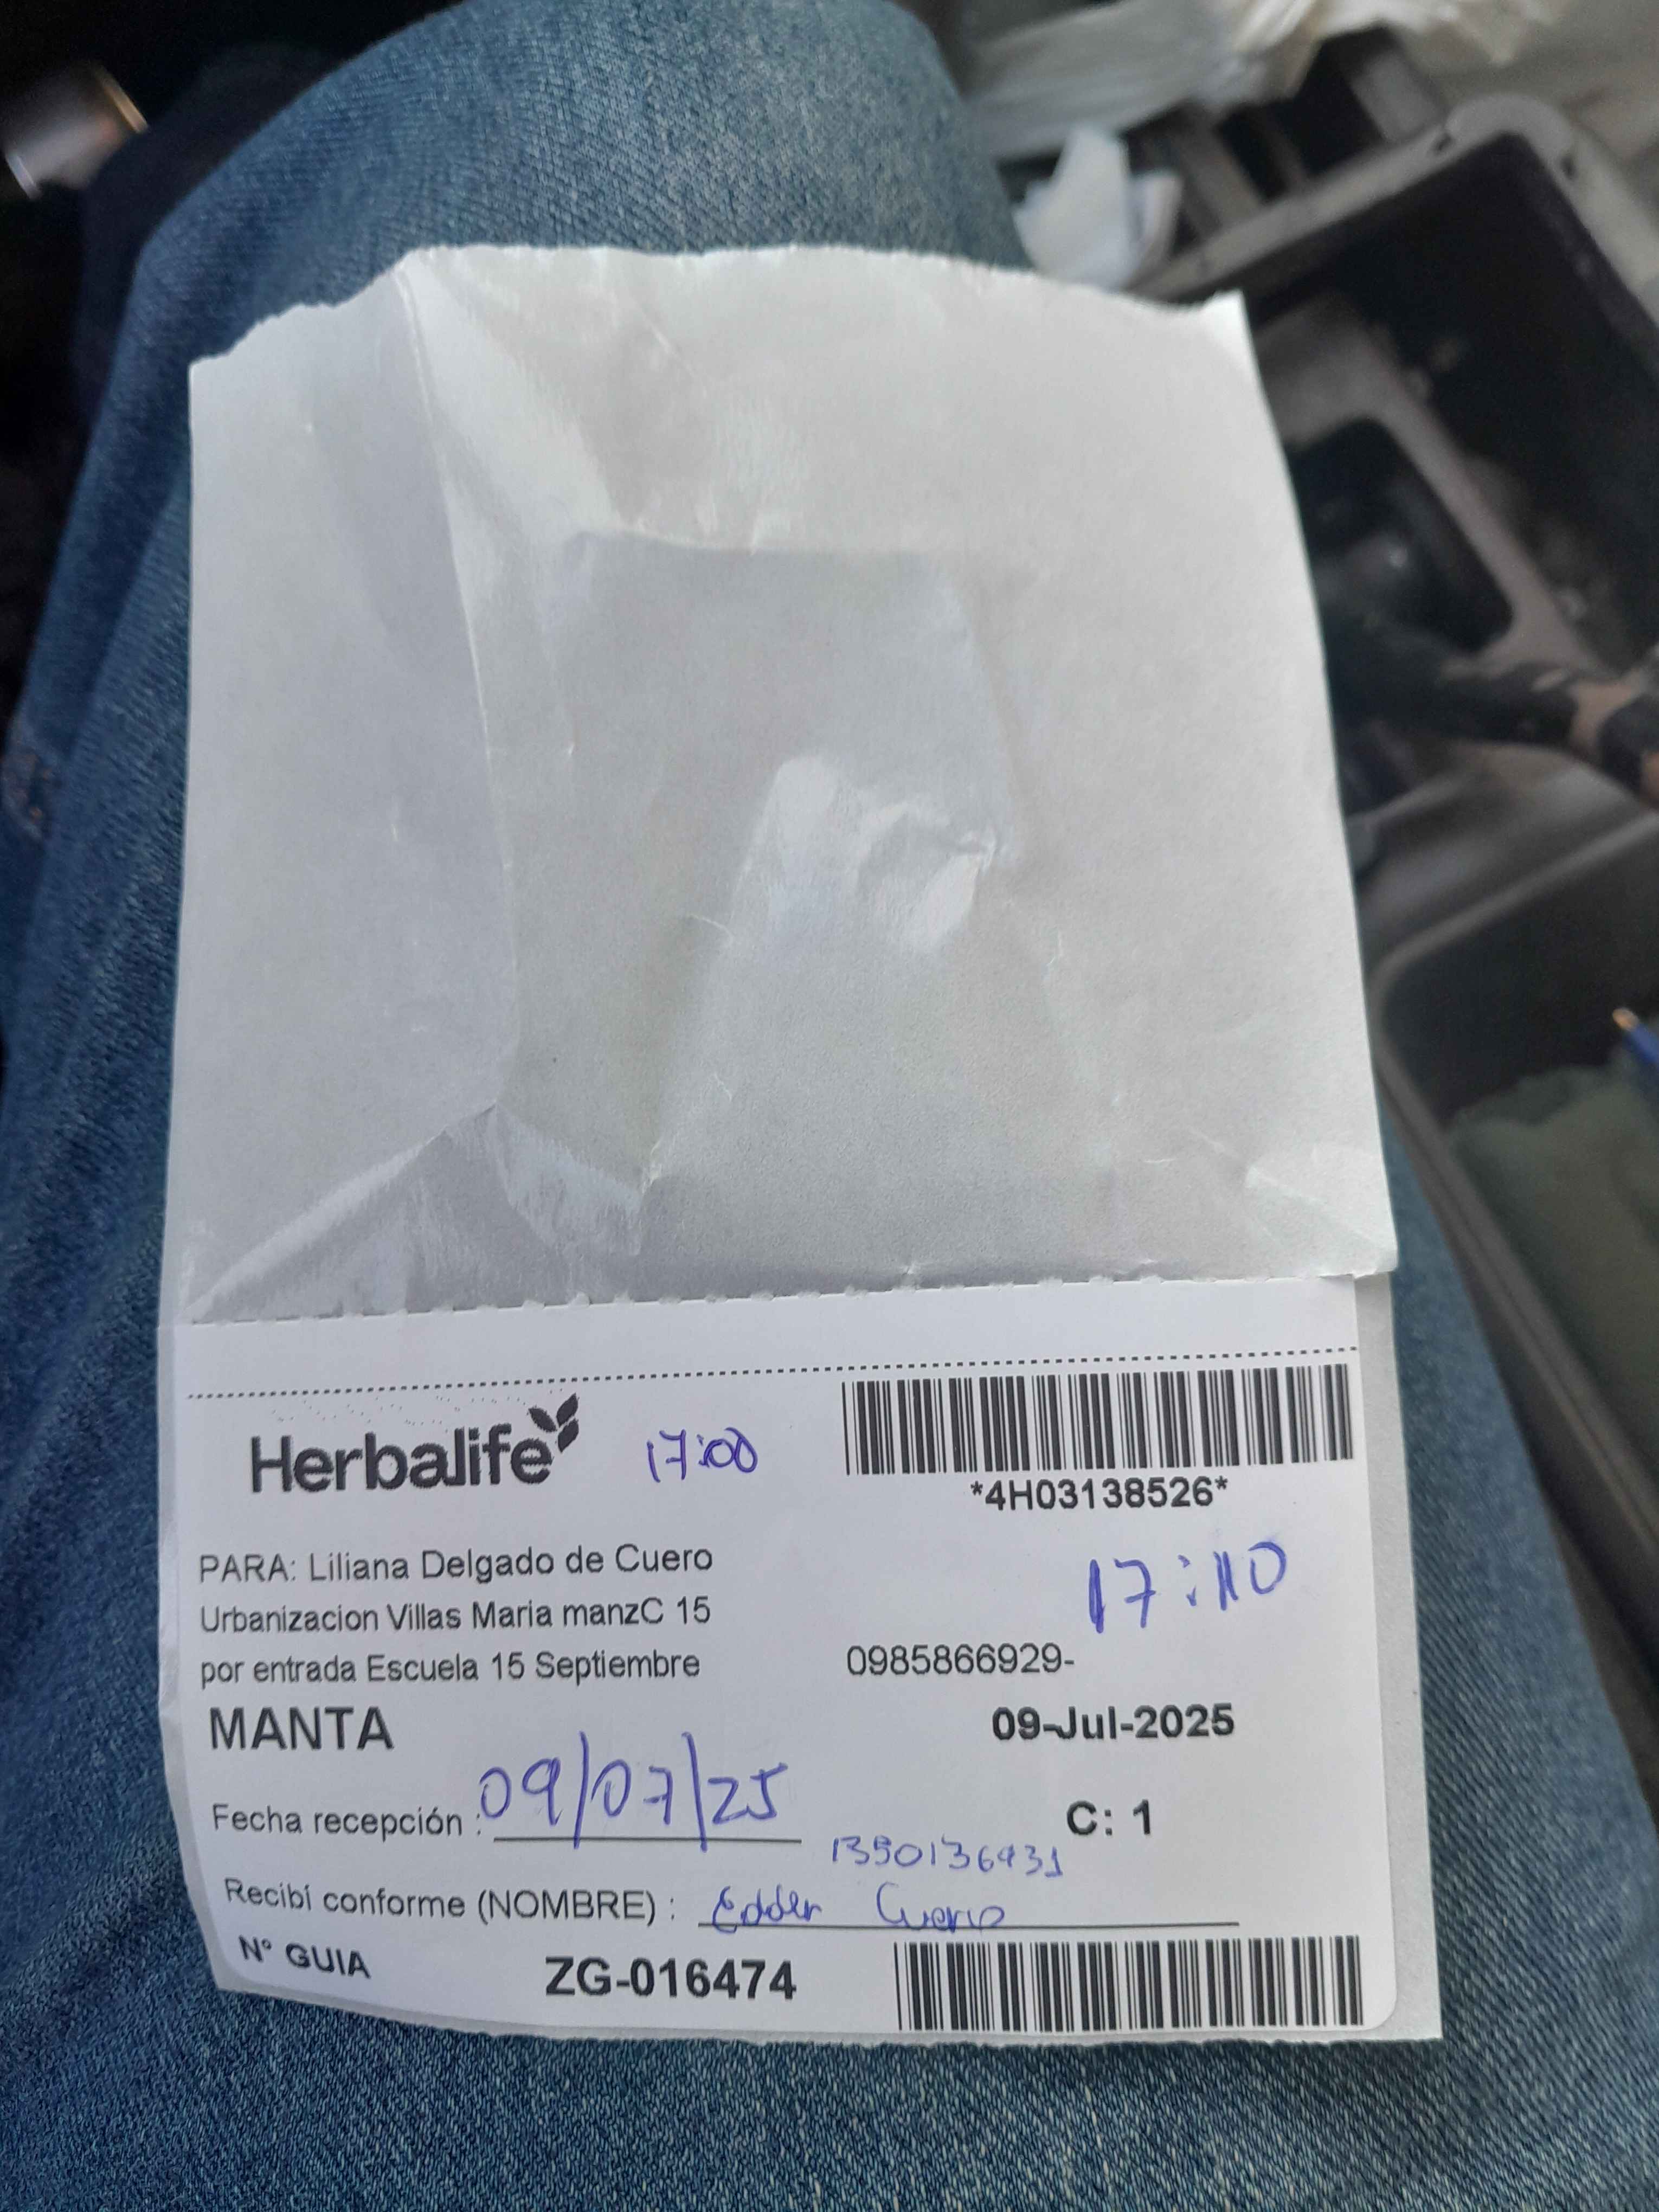 Herbalife 17:00
*4H03138526*
PARA: Liliana Delgado de Cuero
17:10
Urbanizacion Villas Maria manzC 15
por entrada Escuela 15 Septiembre 0985866929-
MANTA 09-Jul-2025
Fecha recepción : 09/07/25 C: 1
Recibí conforme (NOMBRE) : Edder Cuero
N° GUIA ZG-016474